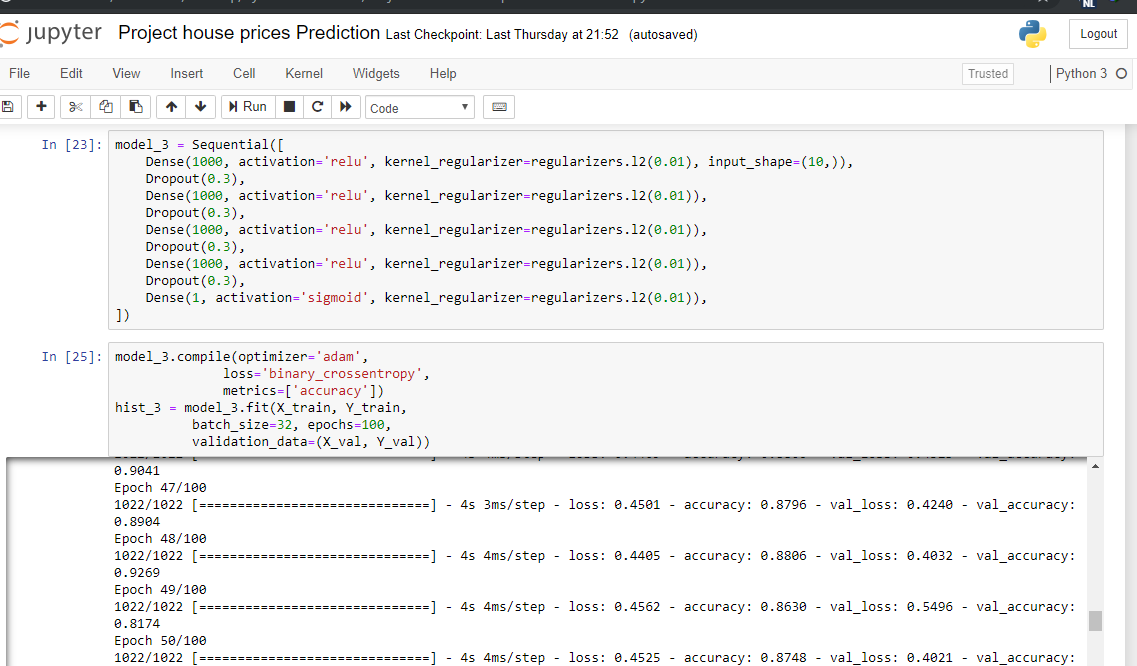 NL
jupyter Project house prices Prediction Last Checkpoint: Last Thursday at 21:52 (autosaved)
Logout
File Edit View Insert Cell Kernel Widgets Help
Trusted
Python 3
Run
Code
In [23]:
model_3 = Sequential([
Dense(1000, activation='relu', kernel_regularizer=regularizers.l2(0.01), input_shape=(10,)),
Dropout(0.3),
Dense(1000, activation='relu', kernel_regularizer=regularizers.l2(0.01)),
Dropout(0.3),
Dense(1000, activation='relu', kernel_regularizer=regularizers.l2(0.01)),
Dropout(0.3),
Dense(1000, activation='relu', kernel_regularizer=regularizers.l2(0.01)),
Dropout(0.3),
Dense(1, activation='sigmoid', kernel_regularizer=regularizers.l2(0.01)),
])
In [25]:
model_3.compile(optimizer='adam',
loss='binary_crossentropy',
metrics=['accuracy'])
hist_3 = model_3.fit(X_train, Y_train,
batch_size=32, epochs=100,
validation_data=(X_val, Y_val))
0.9041
Epoch 47/100
1022/1022 [==============================] - 4s 3ms/step - loss: 0.4501 - accuracy: 0.8796 - val_loss: 0.4240 - val_accuracy:
0.8904
Epoch 48/100
1022/1022 [==============================] - 4s 4ms/step - loss: 0.4405 - accuracy: 0.8806 - val_loss: 0.4032 - val_accuracy:
0.9269
Epoch 49/100
1022/1022 [==============================] - 4s 4ms/step - loss: 0.4562 - accuracy: 0.8630 - val_loss: 0.5496 - val_accuracy:
0.8174
Epoch 50/100
1022/1022 [==============================] - 4s 4ms/step - loss: 0.4525 - accuracy: 0.8748 - val_loss: 0.4021 - val_accuracy: